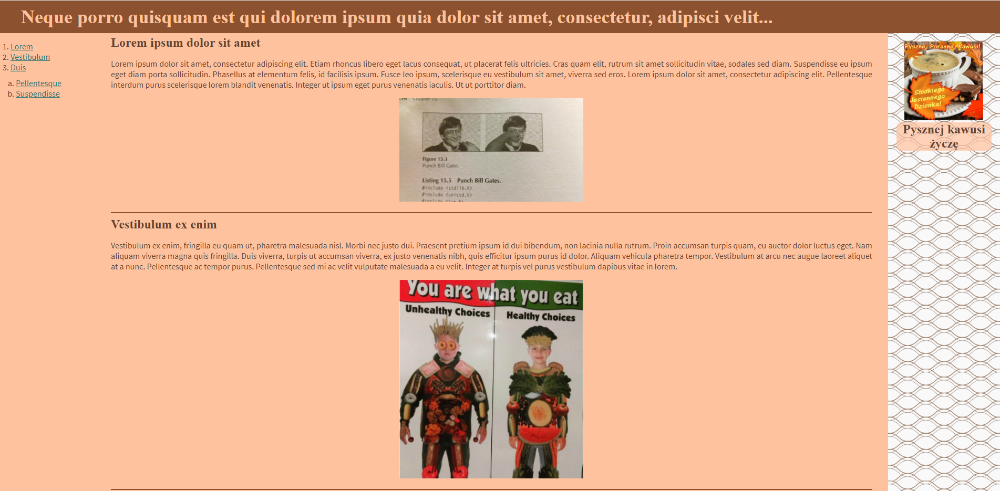 Neque porro quisquam est qui dolorem ipsum quia dolor sit amet, consectetur, adipisci velit...
1. Lorem
2. Vestibulum
3. Duis
a. Pellentesque
b. Suspendisse
Lorem ipsum dolor sit amet
Lorem ipsum dolor sit amet, consectetur adipiscing elit. Etiam rhoncus libero eget lacus consequat, ut placerat felis ultricies. Cras quam elit, rutrum sit amet sollicitudin vitae, sodales sed diam. Suspendisse eu ipsum
eget diam porta sollicitudin. Phasellus at elementum felis, id facilisis ipsum. Fusce leo ipsum, scelerisque eu vestibulum sit amet, viverra sed eros. Lorem ipsum dolor sit amet, consectetur adipiscing elit. Pellentesque
interdum purus scelerisque lorem blandit venenatis. Integer ut ipsum eget purus venenatis iaculis. Ut ut porttitor diam.
Chapter 15
Figure 15.3
Punch Bill Gates.
Listing 15.5 Punch Bill Gates.
#include <stdlib.h>
#include <unistd.h>
Vestibulum ex enim
Vestibulum ex enim, fringilla eu quam ut, pharetra malesuada nisl. Morbi nec justo dui. Praesent pretium ipsum id dui bibendum, non lacinia nulla rutrum. Proin accumsan turpis quam, eu auctor dolor luctus eget. Nam
aliquam viverra magna quis fringilla. Duis viverra, turpis ut accumsan viverra, ex justo venenatis nibh, quis efficitur ipsum purus id dolor. Aliquam vehicula pharetra tempor. Vestibulum at arcu nec augue laoreet aliquet
at a nunc. Pellentesque ac tempor purus. Pellentesque sed mi ac velit vulputate malesuada a eu velit. Integer at turpis vel purus vestibulum dapibus vitae in lorem.
You are what you eat
Unhealthy Choices
Healthy Choices
Pysznej Porannej Kawusi!
Słodkiego
Jesiennego
Dzionka!
Pysznej kawusi
życzę